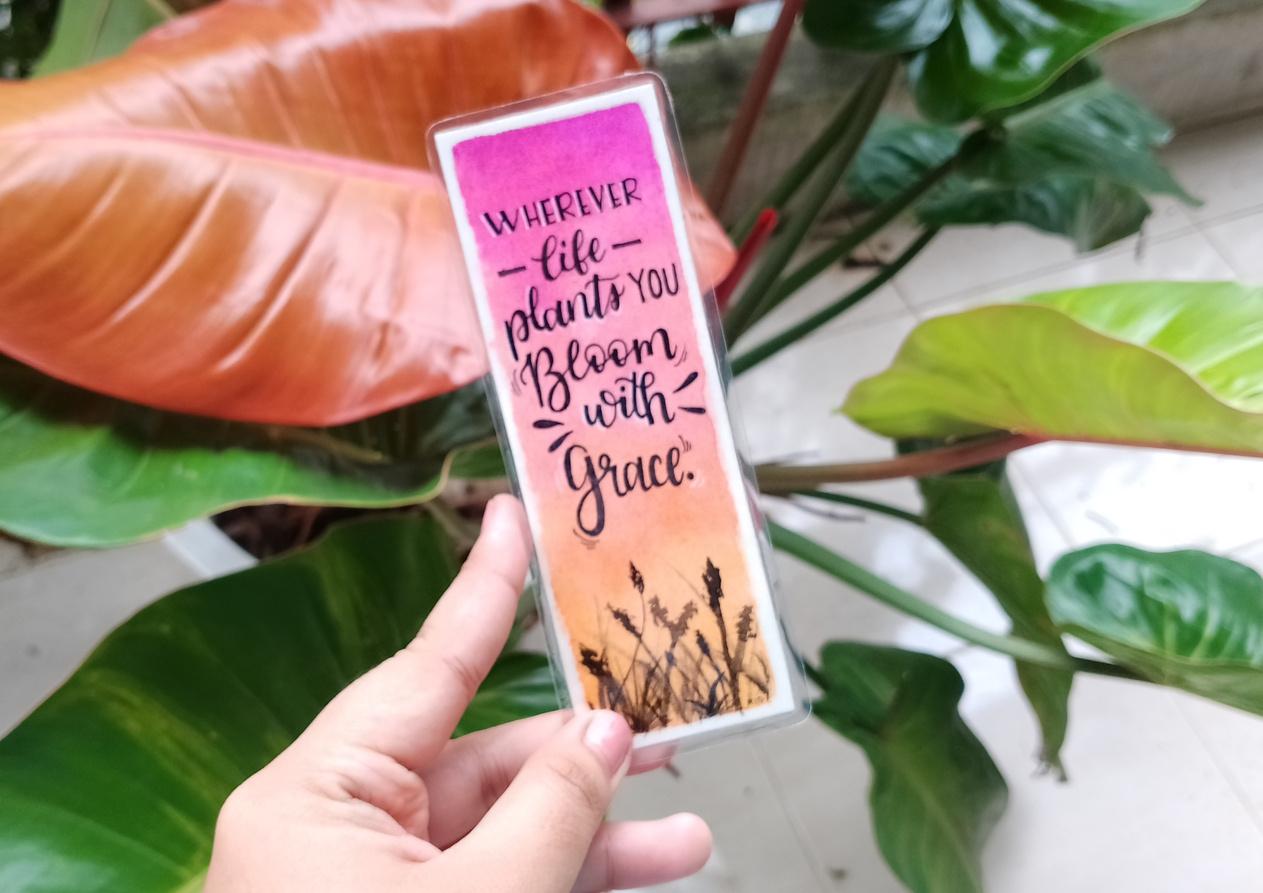 WHEREVER
- life -
plants YOU
Bloom
with
Grace.